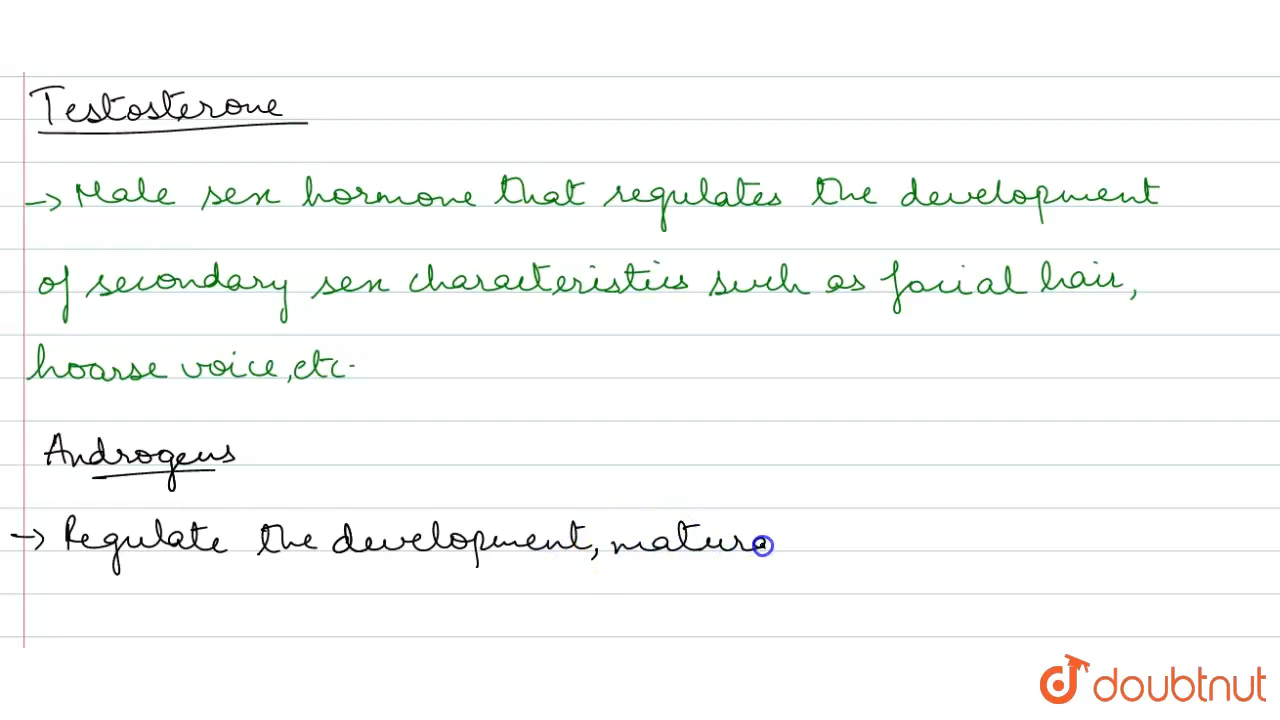 Testosterone
→ Male sex hormone that regulates the development
of secondary sex characteristics such as facial hair,
hoarse voice, etc.
Androgens
→ Regulate the development, matura
doubtnut